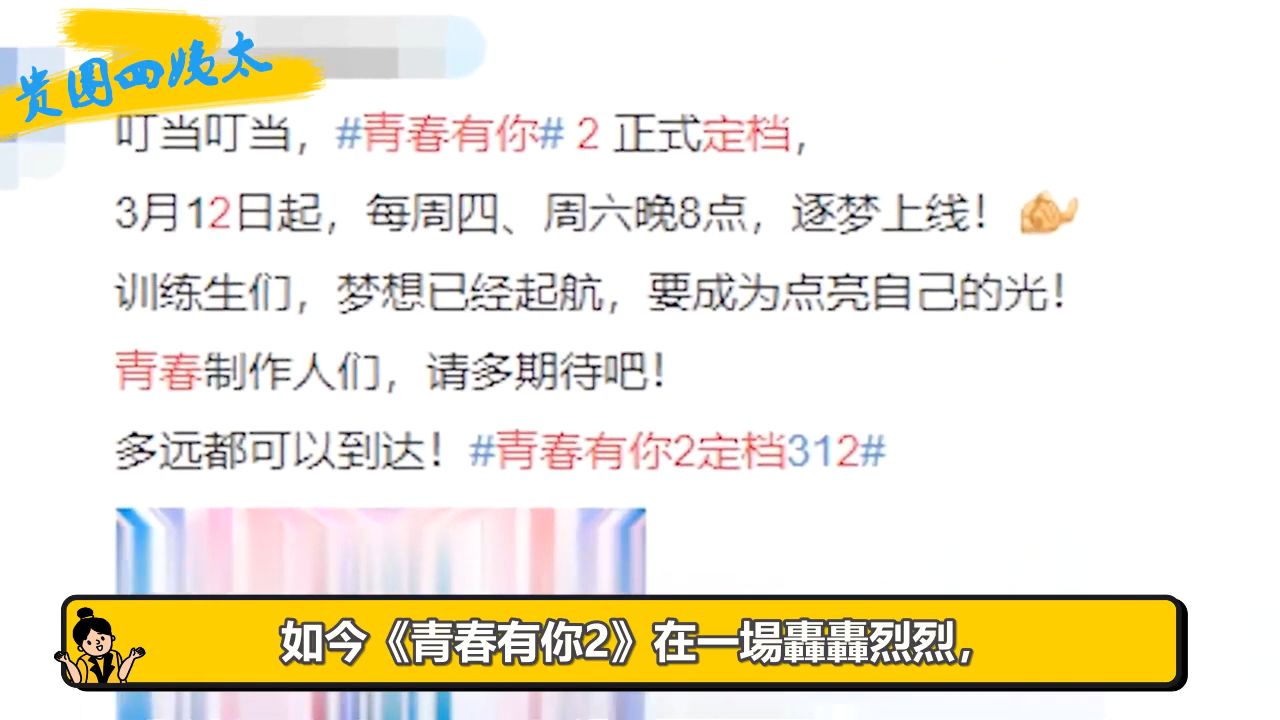 贵圈四姨太
叮当叮当，#青春有你# 2 正式定档，
3月12日起，每周四、周六晚8点，逐梦上线！
训练生们，梦想已经起航，要成为点亮自己的光！
青春制作人们，请多期待吧！
多远都可以到达！#青春有你2定档312#
如今《青春有你2》在一場轟轟烈烈，